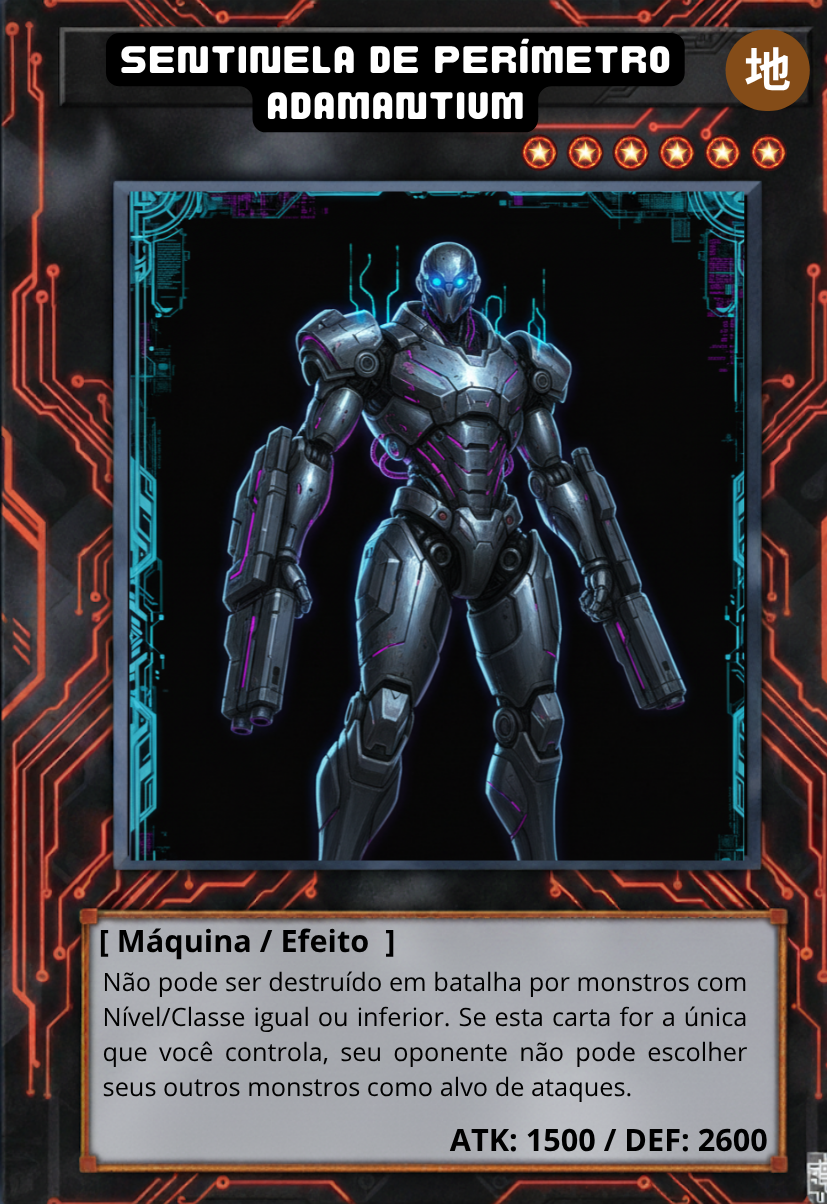 SENTINELA DE PERÍMETRO
ADAMANTIUM
地
[ Máquina / Efeito ]
Não pode ser destruído em batalha por monstros com
Nível/Classe igual ou inferior. Se esta carta for a única
que você controla, seu oponente não pode escolher
seus outros monstros como alvo de ataques.
ATK: 1500 / DEF: 2600